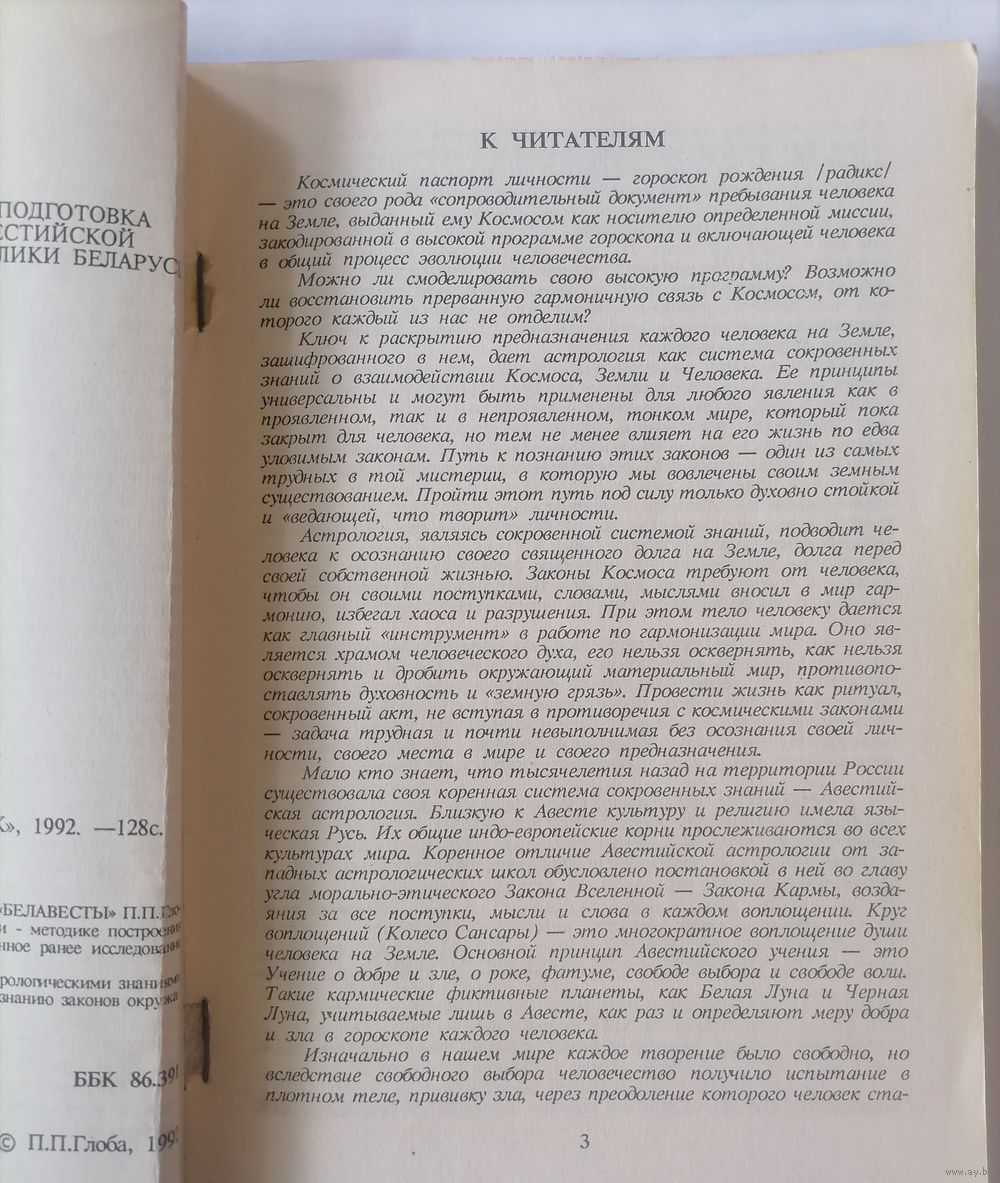 ПОДГОТОВКА
ЕСТИЙСКОЙ
ЛИКИ БЕЛАРУС
К», 1992. —128с.
«БЕЛАВЕСТЫ» П.П.Гло-
и - методике построения
нное ранее исследование
рологическими знаниями
знанию законов окружа
ББК 86.391
© П.П.Глоба, 1992
К ЧИТАТЕЛЯМ
Космический паспорт личности — гороскоп рождения /радикс/
— это своего рода «сопроводительный документ» пребывания человека
на Земле, выданный ему Космосом как носителю определенной миссии,
закодированной в высокой программе гороскопа и включающей человека
в общий процесс эволюции человечества.
Можно ли смоделировать свою высокую программу? Возможно
ли восстановить прерванную гармоничную связь с Космосом, от ко-
торого каждый из нас не отделим?
Ключ к раскрытию предназначения каждого человека на Земле,
зашифрованного в нем, дает астрология как система сокровенных
знаний о взаимодействии Космоса, Земли и Человека. Ее принципы
универсальны и могут быть применены для любого явления как в
проявленном, так и в непроявленном, тонком мире, который пока
закрыт для человека, но тем не менее влияет на его жизнь по едва
уловимым законам. Путь к познанию этих законов — один из самых
трудных в той мистерии, в которую мы вовлечены своим земным
существованием. Пройти этот путь под силу только духовно стойкой
и «ведающей, что творит» личности.
Астрология, являясь сокровенной системой знаний, подводит че-
ловека к осознанию своего священного долга на Земле, долга перед
своей собственной жизнью. Законы Космоса требуют от человека,
чтобы он своими поступками, словами, мыслями вносил в мир гар-
монию, избегал хаоса и разрушения. При этом тело человеку дается
как главный «инструмент» в работе по гармонизации мира. Оно яв-
ляется храмом человеческого духа, его нельзя осквернять, как нельзя
осквернять и дробить окружающий материальный мир, противопо-
ставлять духовность и «земную грязь». Провести жизнь как ритуал,
сокровенный акт, не вступая в противоречия с космическими законами
— задача трудная и почти невыполнимая без осознания своей лич-
ности, своего места в мире и своего предназначения.
Мало кто знает, что тысячелетия назад на территории России
существовала своя коренная система сокровенных знаний — Авестий-
ская астрология. Близкую к Авесте культуру и религию имела язы-
ческая Русь. Их общие индо-европейские корни прослеживаются во всех
культурах мира. Коренное отличие Авестийской астрологии от за-
падных астрологических школ обусловлено постановкой в ней во главу
угла морально-этического Закона Вселенной — Закона Кармы, возда-
яния за все поступки, мысли и слова в каждом воплощении. Круг
воплощений (Колесо Сансары) — это многократное воплощение души
человека на Земле. Основной принцип Авестийского учения — это
Учение о добре и зле, о роке, фатуме, свободе выбора и свободе воли.
Такие кармические фиктивные планеты, как Белая Луна и Черная
Луна, учитываемые лишь в Авесте, как раз и определяют меру добра
и зла в гороскопе каждого человека.
Изначально в нашем мире каждое творение было свободно, но
вследствие свободного выбора человечество получило испытание в
плотном теле, прививку зла, через преодоление которого человек ста-
3
www.ay.b